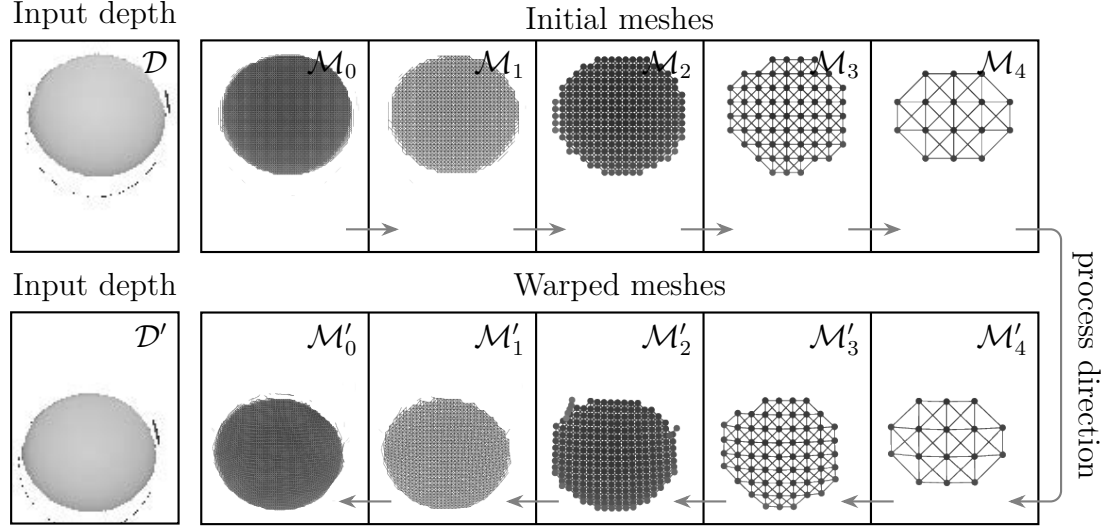 Input depth
Initial meshes
𝒟
ℳ₀
ℳ₁
ℳ₂
ℳ₃
ℳ₄
process direction
Input depth
Warped meshes
𝒟′
ℳ′₀
ℳ′₁
ℳ′₂
ℳ′₃
ℳ′₄